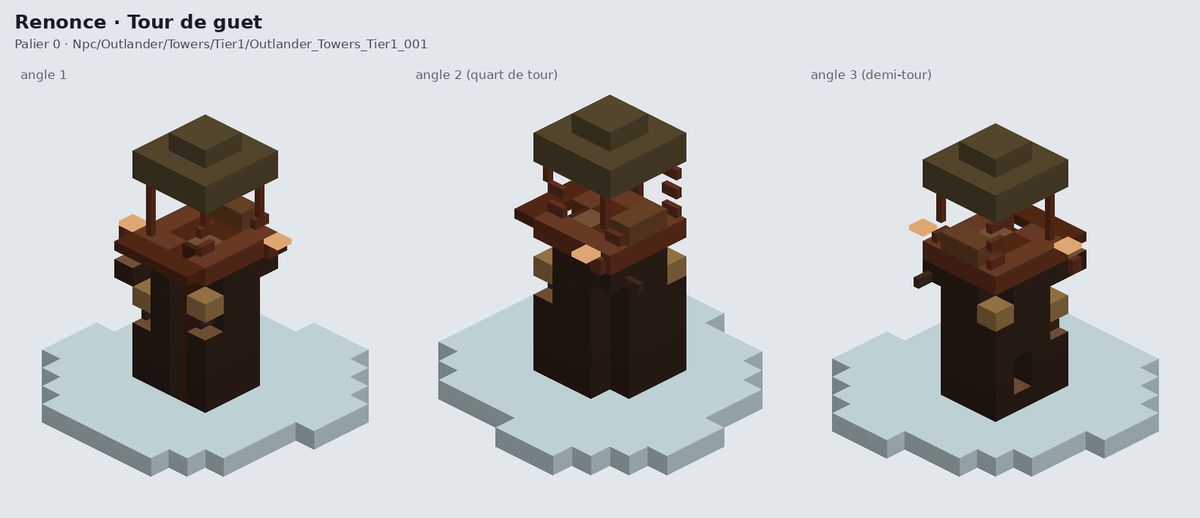 Renonce · Tour de guet
Palier 0 · Npc/Outlander/Towers/Tier1/Outlander_Towers_Tier1_001
angle 1
angle 2 (quart de tour)
angle 3 (demi-tour)